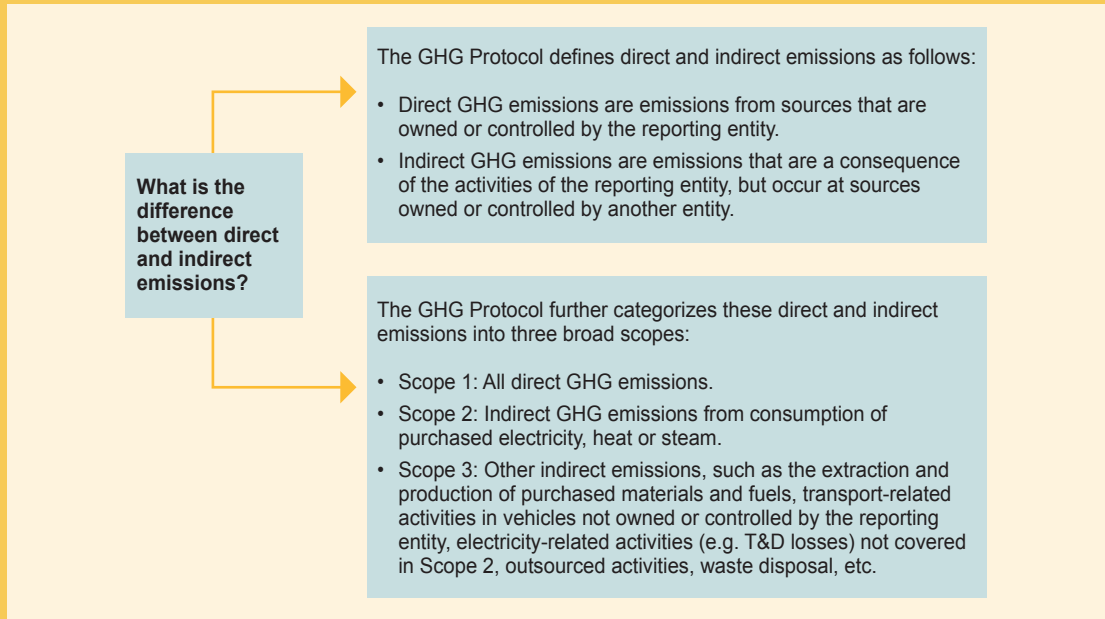 What is the
difference
between direct
and indirect
emissions?
The GHG Protocol defines direct and indirect emissions as follows:
• Direct GHG emissions are emissions from sources that are
owned or controlled by the reporting entity.
• Indirect GHG emissions are emissions that are a consequence
of the activities of the reporting entity, but occur at sources
owned or controlled by another entity.
The GHG Protocol further categorizes these direct and indirect
emissions into three broad scopes:
• Scope 1: All direct GHG emissions.
• Scope 2: Indirect GHG emissions from consumption of
purchased electricity, heat or steam.
• Scope 3: Other indirect emissions, such as the extraction and
production of purchased materials and fuels, transport-related
activities in vehicles not owned or controlled by the reporting
entity, electricity-related activities (e.g. T&D losses) not covered
in Scope 2, outsourced activities, waste disposal, etc.